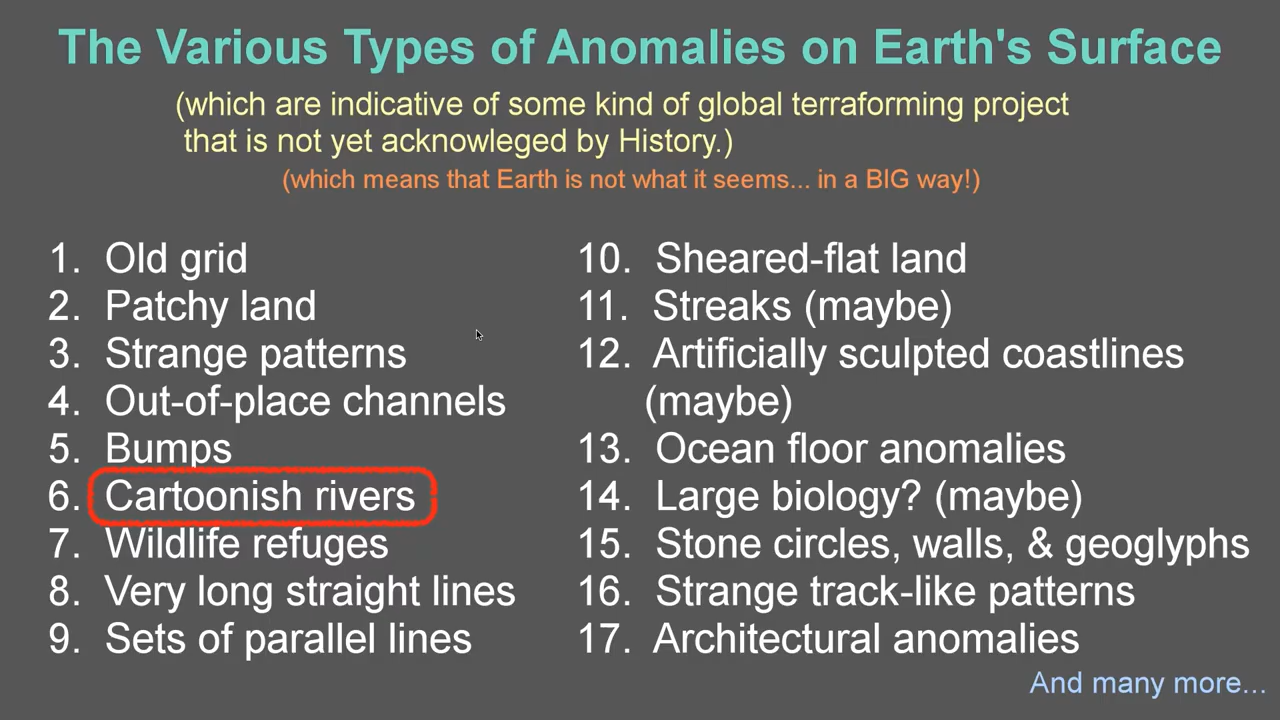 The Various Types of Anomalies on Earth's Surface
(which are indicative of some kind of global terraforming project
that is not yet acknowleged by History.)
(which means that Earth is not what it seems... in a BIG way!)
1. Old grid
2. Patchy land
3. Strange patterns
4. Out-of-place channels
5. Bumps
6. Cartoonish rivers
7. Wildlife refuges
8. Very long straight lines
9. Sets of parallel lines
10. Sheared-flat land
11. Streaks (maybe)
12. Artificially sculpted coastlines
(maybe)
13. Ocean floor anomalies
14. Large biology? (maybe)
15. Stone circles, walls, & geoglyphs
16. Strange track-like patterns
17. Architectural anomalies
And many more...